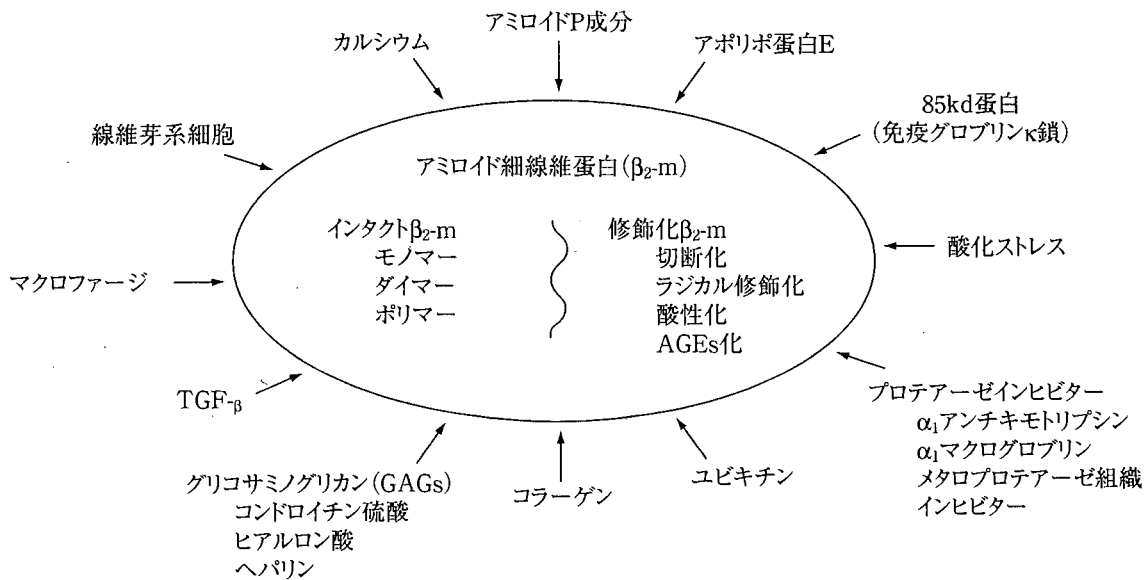 アミロイドP成分
カルシウム
アポリポ蛋白E
85kd蛋白
(免疫グロブリンκ鎖)
線維芽系細胞
アミロイド細線維蛋白(β₂-m)
インタクトβ₂-m
モノマー
ダイマー
ポリマー
修飾化β₂-m
切断化
ラジカル修飾化
酸性化
AGEs化
酸化ストレス
マクロファージ
TGF-β
プロテアーゼインヒビター
α₁アンチキモトリプシン
α₁マクログロブリン
メタロプロテアーゼ組織
インヒビター
グリコサミノグリカン(GAGs)
コンドロイチン硫酸
ヒアルロン酸
ヘパリン
コラーゲン
ユビキチン